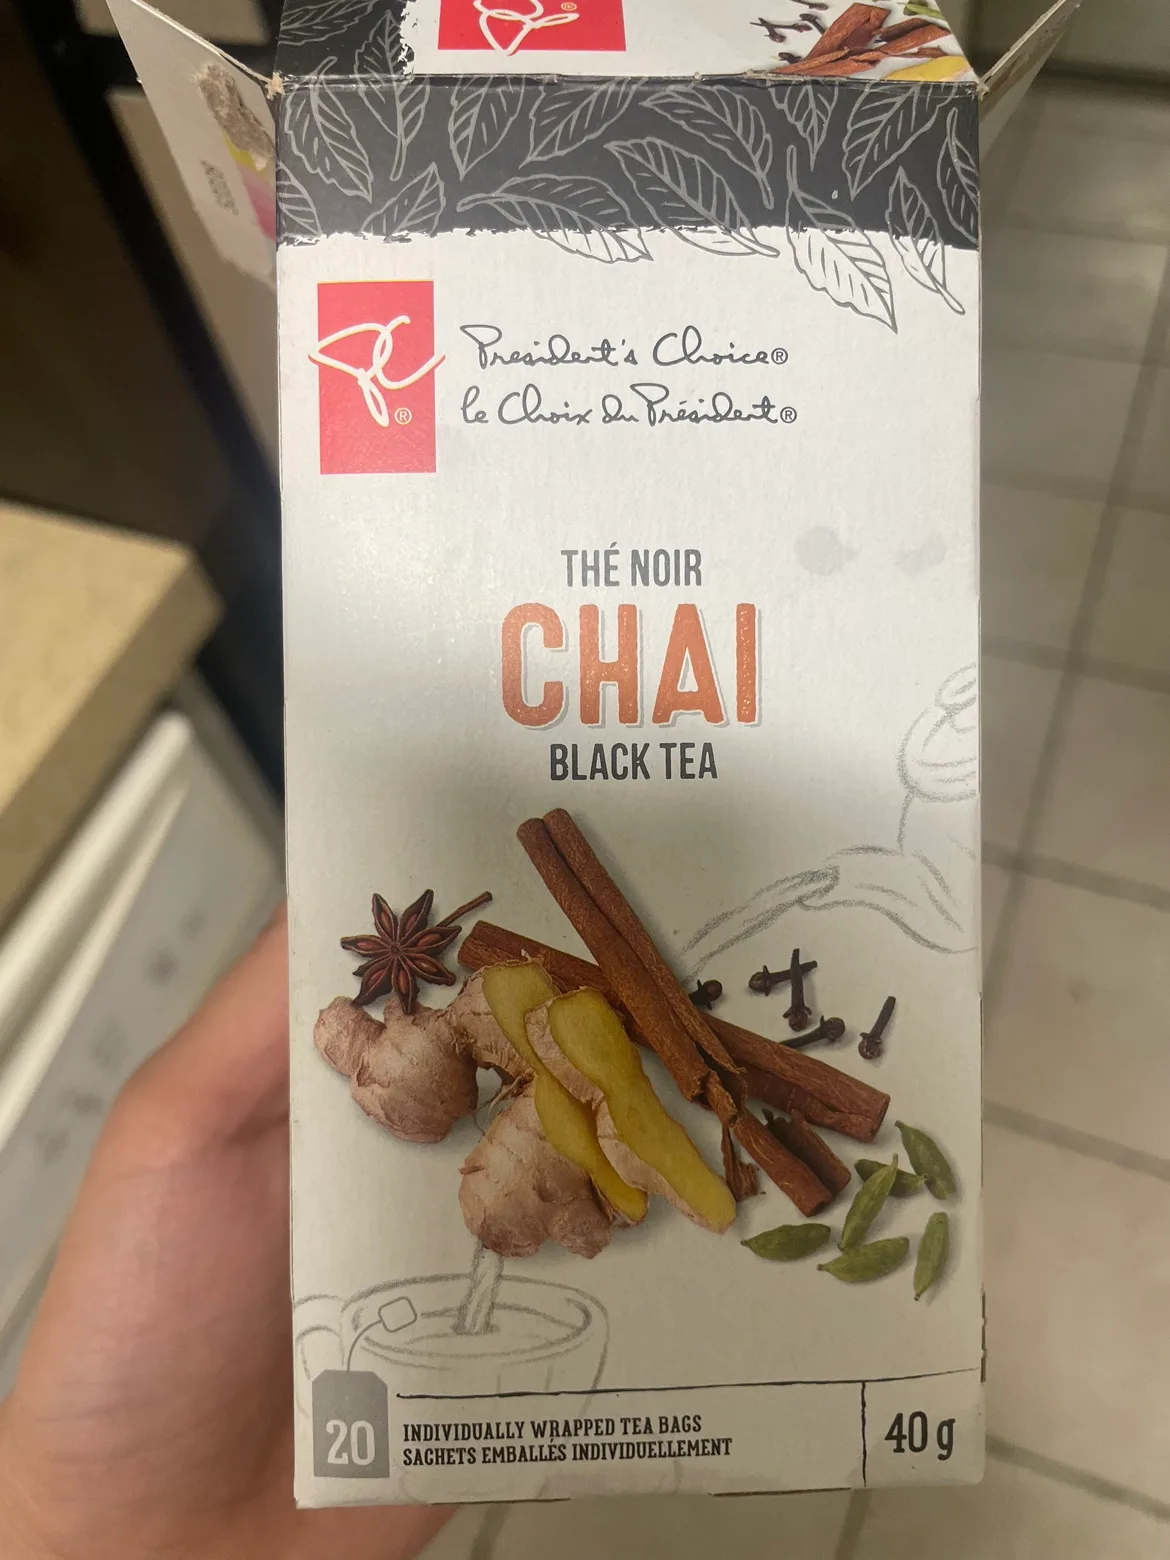 President's Choice®
le Choix du Président®
THÉ NOIR
CHAI
BLACK TEA
20
INDIVIDUALLY WRAPPED TEA BAGS
SACHETS EMBALLÉS INDIVIDUELLEMENT
40 g